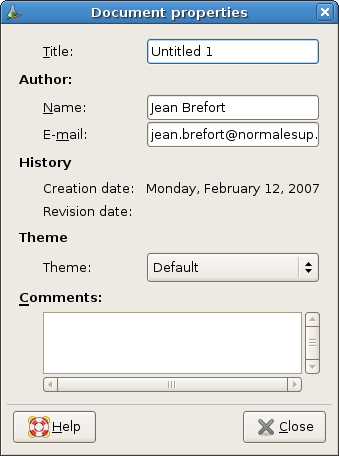 Document properties
Title: Untitled 1
Author:
Name: Jean Brefort
E-mail: jean.brefort@normalesup.
History
Creation date: Monday, February 12, 2007
Revision date:
Theme
Theme: Default
Comments:
Help Close